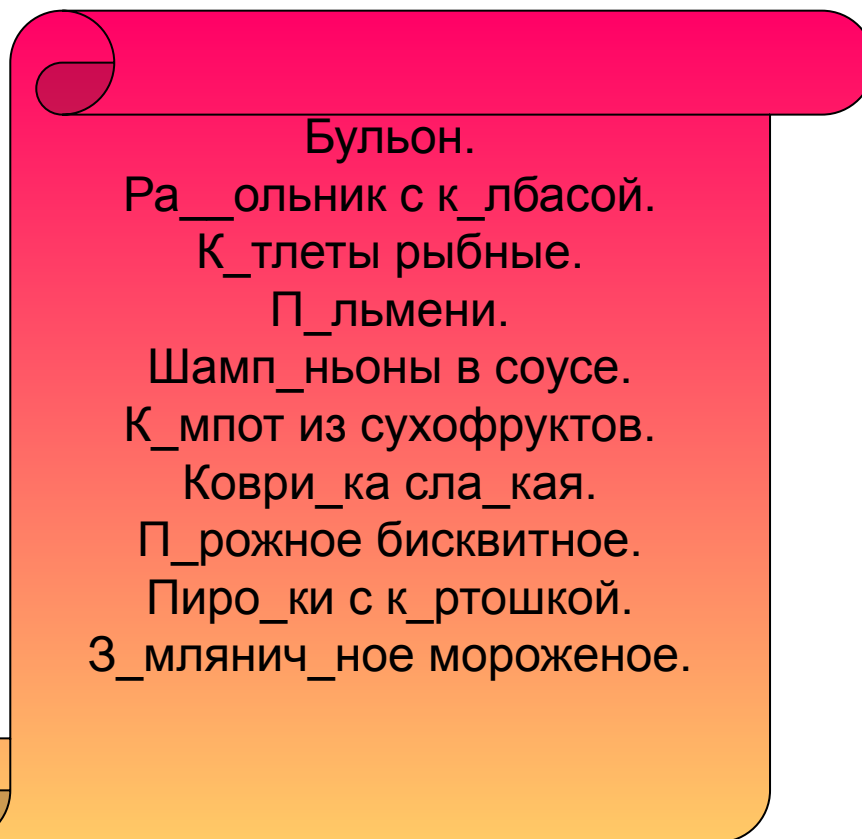 Бульон.
Ра__ольник с к_лбасой.
К_тлеты рыбные.
П_льмени.
Шамп_ньоны в соусе.
К_мпот из сухофруктов.
Коври_ка сла_кая.
П_рожное бисквитное.
Пиро_ки с к_ртошкой.
З_млянич_ное мороженое.